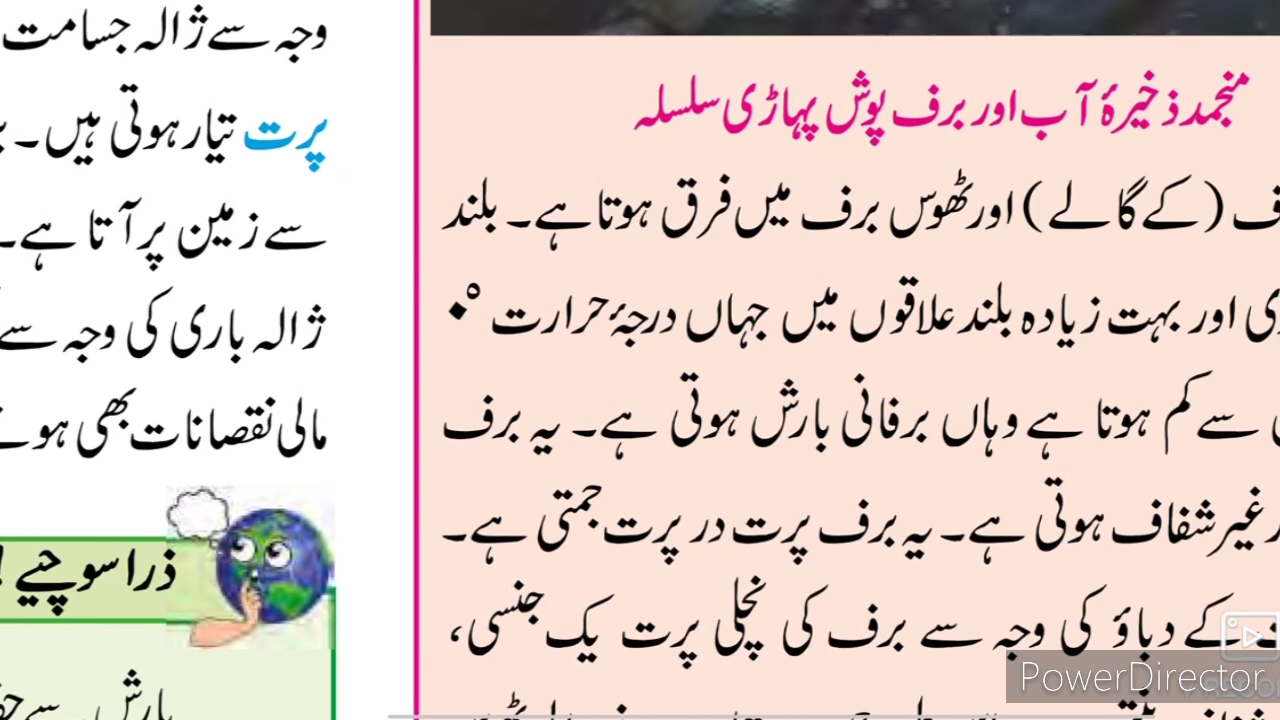 منجمد ذخیرۂ آب اور برف پوش پہاڑی سلسلہ
(کے گالے) اور ٹھوس برف میں فرق ہوتا ہے۔ بلند
اور بہت زیادہ بلند علاقوں میں جہاں درجۂ حرارت ۰°
سے کم ہوتا ہے وہاں برفانی بارش ہوتی ہے۔ یہ برف
غیر شفاف ہوتی ہے۔ یہ برف پرت در پرت جمتی ہے۔
کے دباؤ کی وجہ سے برف کی نچلی پرت یک جنسی،
وجہ سے ژالہ جسامت
پرت تیار ہوتی ہیں۔
سے زمین پر آتا ہے۔
ژالہ باری کی وجہ سے
مالی نقصانات بھی
ذرا سوچیے!
بارش سے
PowerDirector